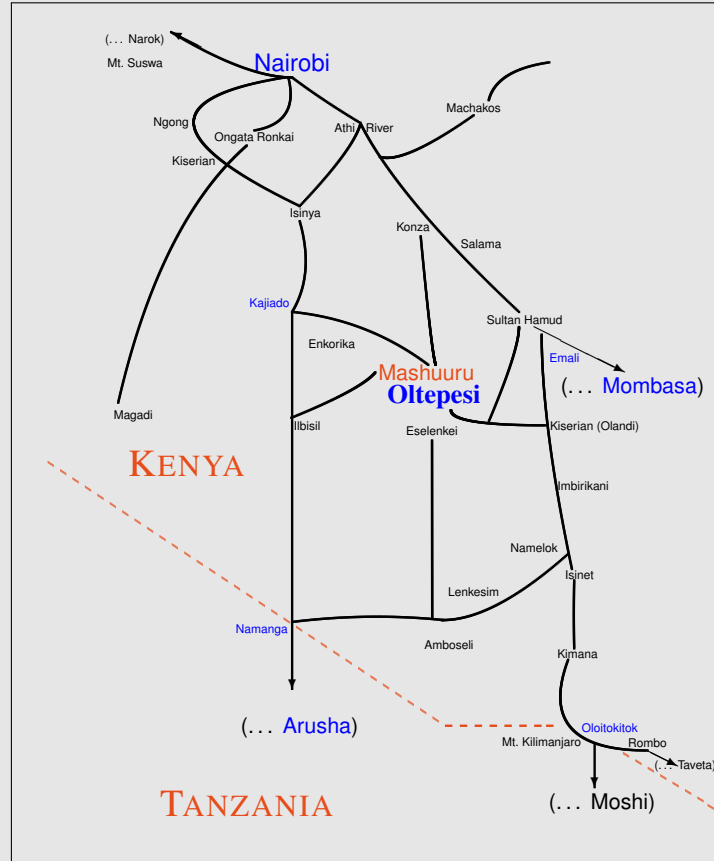 (... Narok)
Nairobi
Mt. Suswa
Machakos
Ngong
Athi River
Ongata Ronkai
Kiserian
Isinya
Konza
Salama
Kajiado
Sultan Hamud
Enkorika
Emali
Mashuuru
(... Mombasa)
Oltepesi
Magadi
Ilbisil
Eselenkei
Kiserian (Olandi)
KENYA
Imbirikani
Namelok
Isinet
Lenkesim
Namanga
Amboseli
Kimana
(... Arusha)
Oloitokitok
Mt. Kilimanjaro
Rombo
(... Taveta)
TANZANIA
(... Moshi)